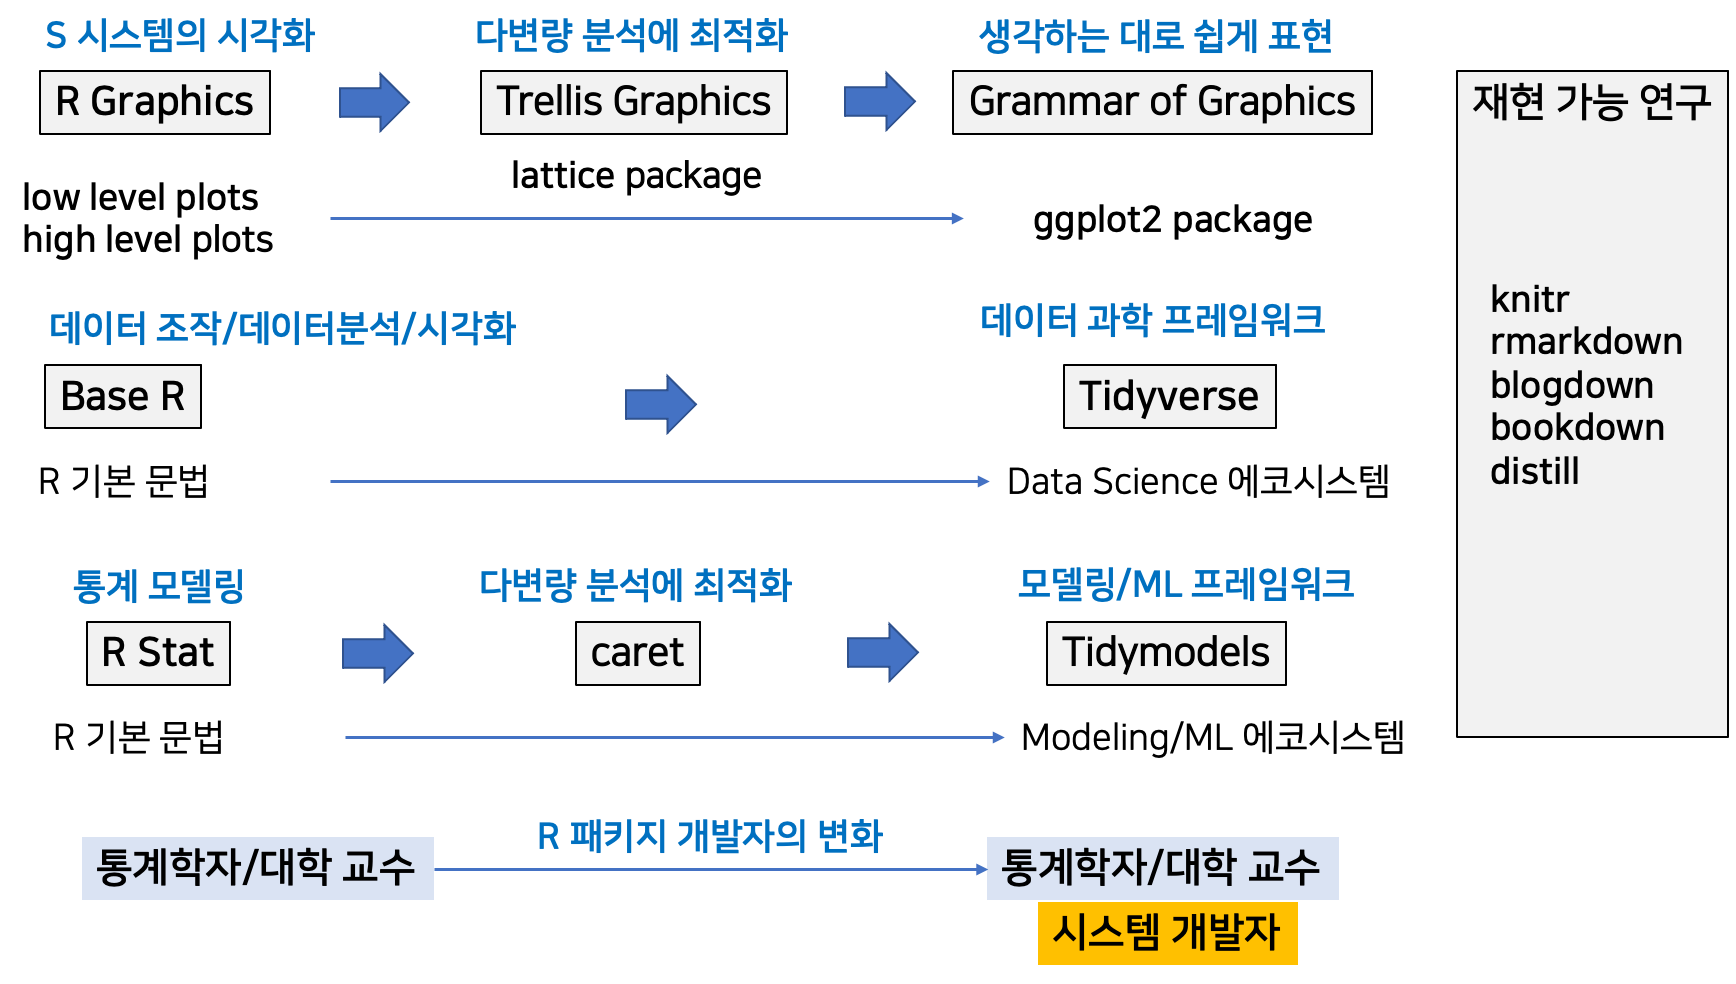 S 시스템의 시각화
다변량 분석에 최적화
생각하는 대로 쉽게 표현
R Graphics
Trellis Graphics
Grammar of Graphics
lattice package
low level plots
high level plots
ggplot2 package
데이터 조작/데이터분석/시각화
데이터 과학 프레임워크
Base R
Tidyverse
R 기본 문법
Data Science 에코시스템
통계 모델링
다변량 분석에 최적화
모델링/ML 프레임워크
R Stat
caret
Tidymodels
R 기본 문법
Modeling/ML 에코시스템
재현 가능 연구
knitr
rmarkdown
blogdown
bookdown
distill
R 패키지 개발자의 변화
통계학자/대학 교수
통계학자/대학 교수
시스템 개발자